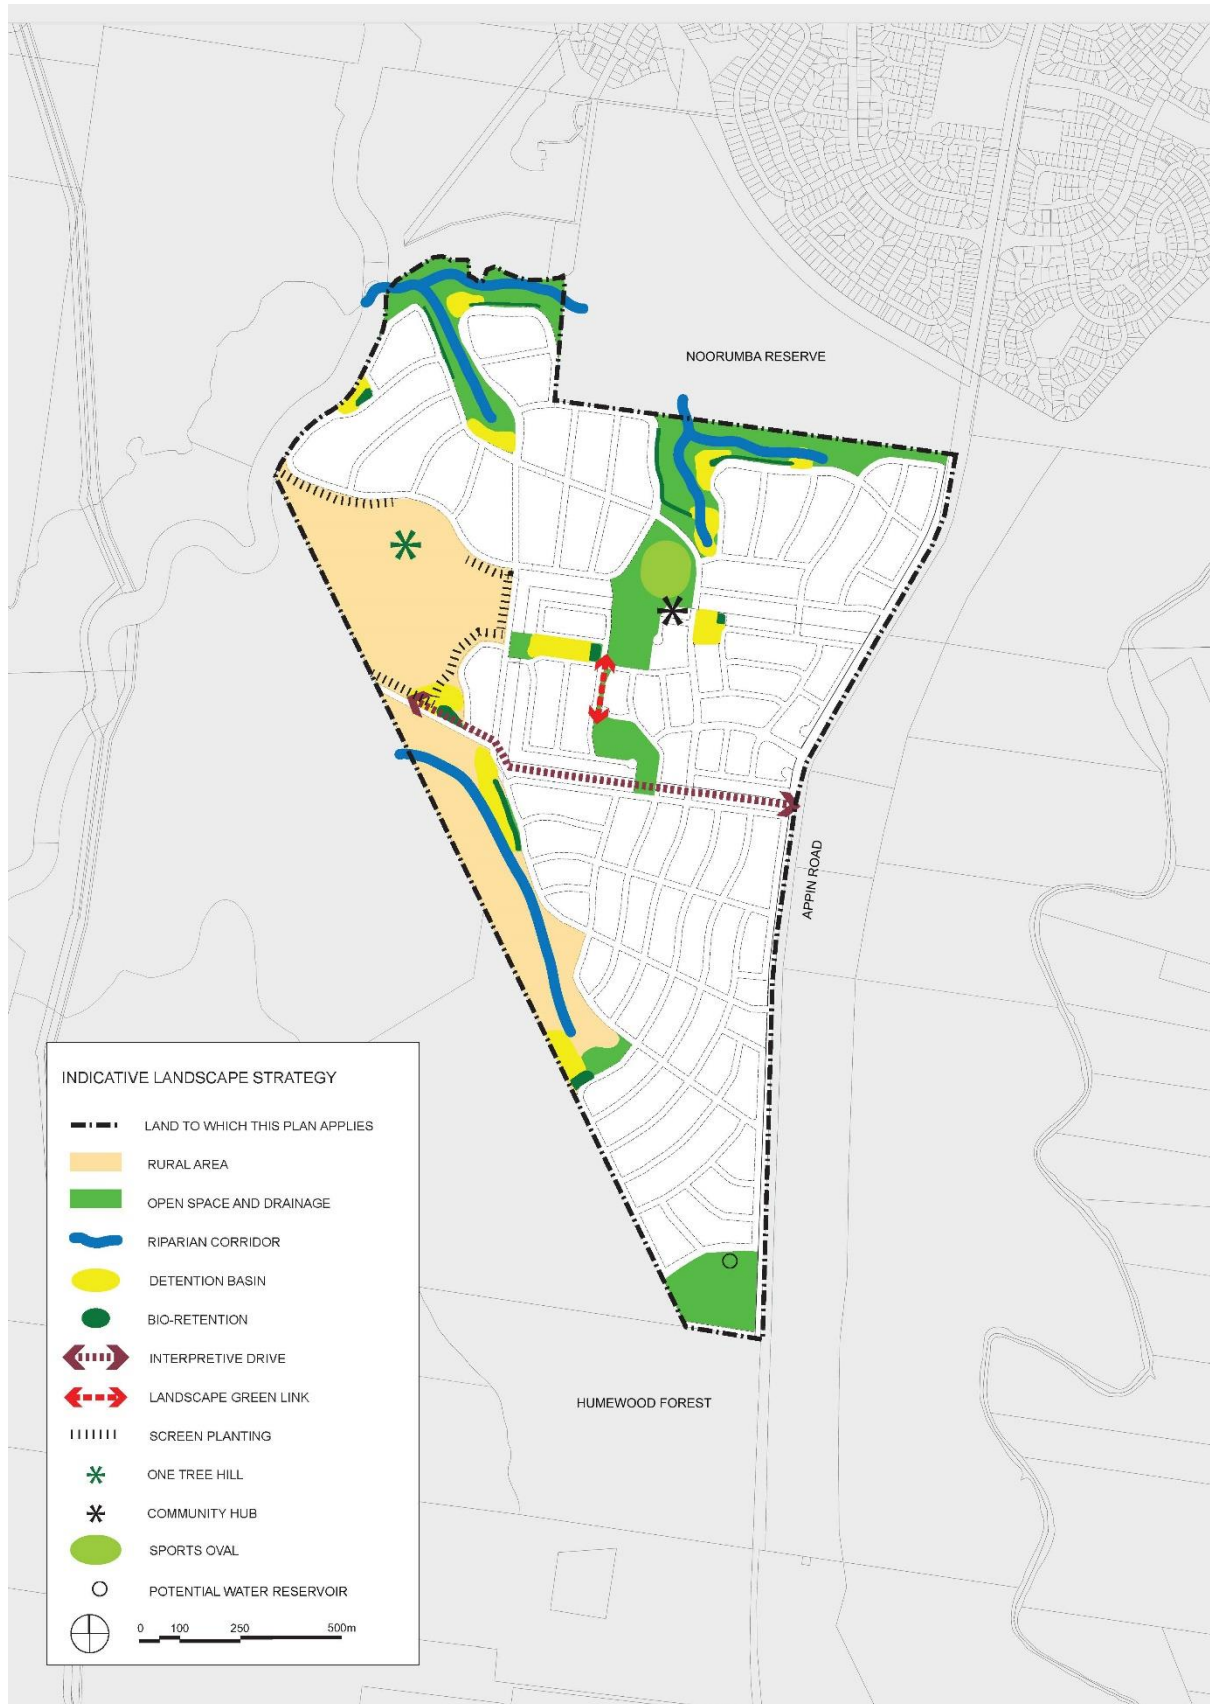 NOORUMBA RESERVE
APPIN ROAD
INDICATIVE LANDSCAPE STRATEGY
LAND TO WHICH THIS PLAN APPLIES
RURAL AREA
OPEN SPACE AND DRAINAGE
RIPARIAN CORRIDOR
DETENTION BASIN
BIO-RETENTION
INTERPRETIVE DRIVE
LANDSCAPE GREEN LINK
SCREEN PLANTING
ONE TREE HILL
COMMUNITY HUB
SPORTS OVAL
POTENTIAL WATER RESERVOIR
0 100 250 500m
HUMEWOOD FOREST